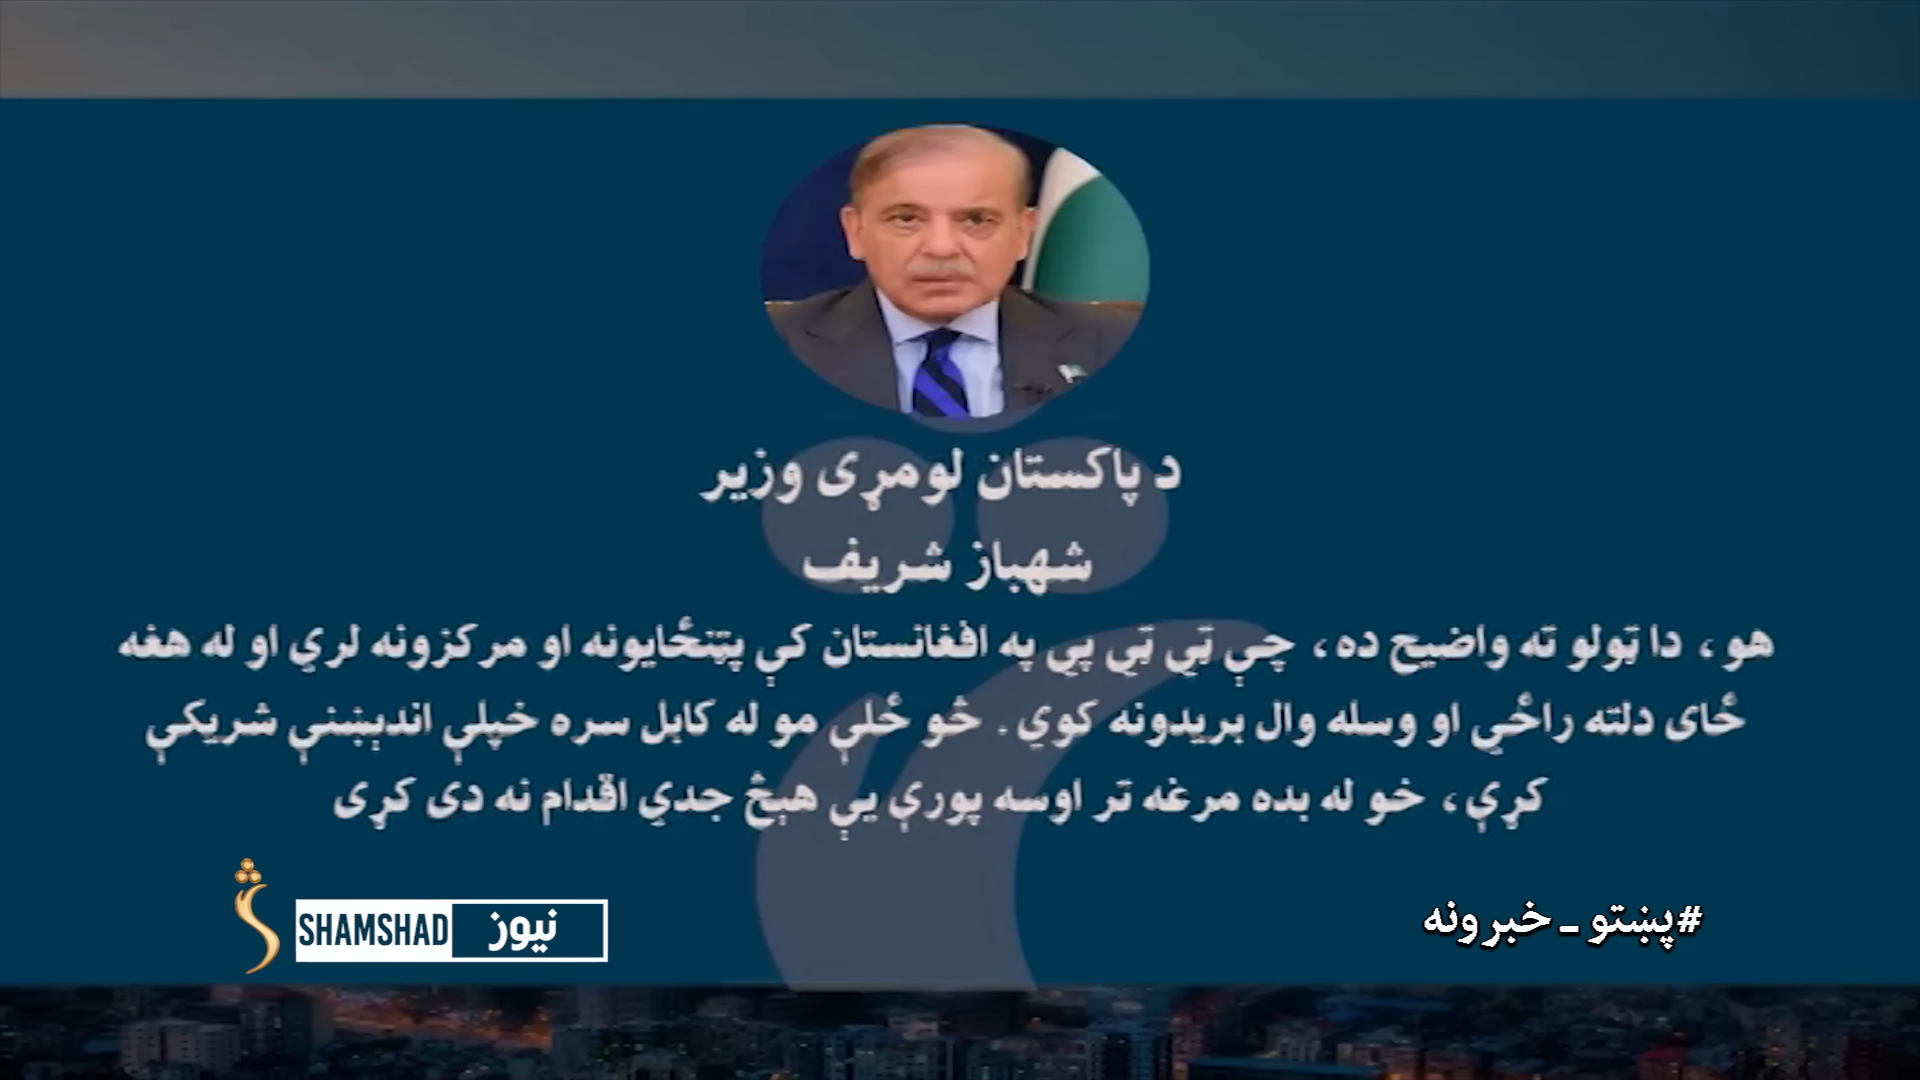 د پاکستان لومړی وزیر
شهباز شریف
هو، دا ټولو ته واضیح ده، چې ټي ټي پي په افغانستان کې پټنځایونه او مرکزونه لري او له هغه
ځای دلته راځي او وسله وال بریدونه کوي. څو ځلې مو له کابل سره خپلې اندېښنې شریکې
کړې، خو له بده مرغه تر اوسه پورې یې هېڅ جدي اقدام نه دی کړی
SHAMSHAD نیوز
#پښتو ـ خبرونه